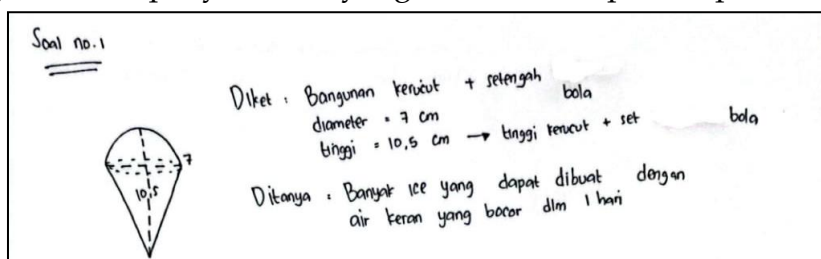 Soal no.1
Diket : Bangunan kerucut + setengah bola
diameter = 7 cm
tinggi = 10,5 cm → tinggi kerucut + set bola
7
10,5
Ditanya : Banyak ice yang dapat dibuat dengan
air keran yang bocor dlm 1 hari